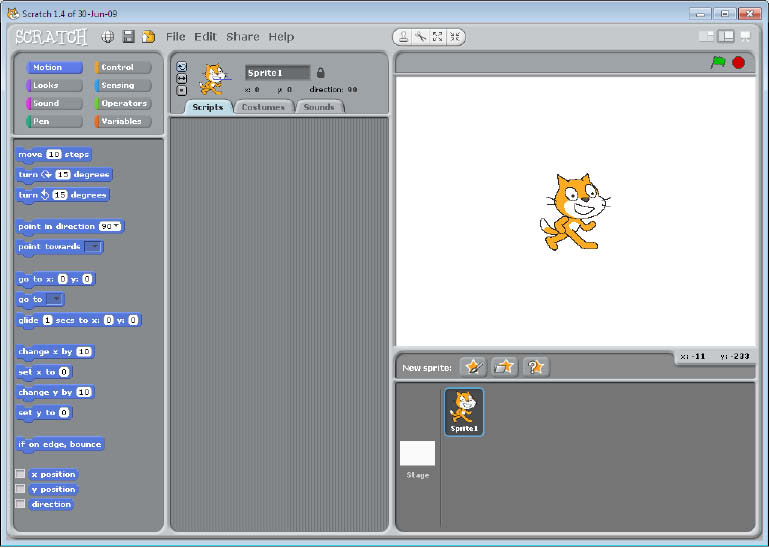 Scratch 1.4 of 30-Jun-09
SCRATCH File Edit Share Help
Motion Control
Looks Sensing
Sound Operators
Pen Variables
move 10 steps
turn 15 degrees
turn 15 degrees
point in direction 90
point towards
go to x: 0 y: 0
go to
glide 1 secs to x: 0 y: 0
change x by 10
set x to 0
change y by 10
set y to 0
if on edge, bounce
x position
y position
direction
Sprite1
x: 0 y: 0 direction: 90
Scripts Costumes Sounds
x: -11 y: -233
New sprite:
Sprite1
Stage